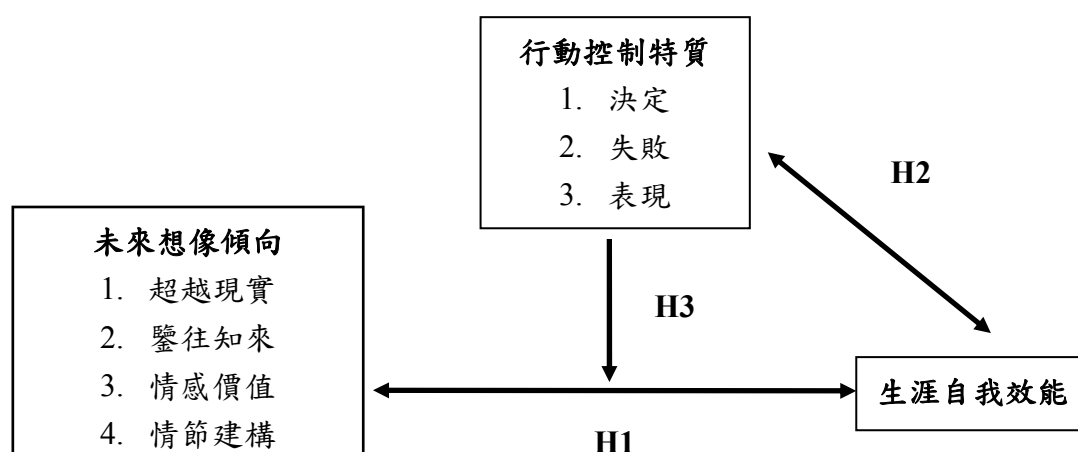 行動控制特質
1. 決定
2. 失敗
3. 表現
H2
未來想像傾向
1. 超越現實
2. 鑒往知來
3. 情感價值
4. 情節建構
H3
生涯自我效能
H1